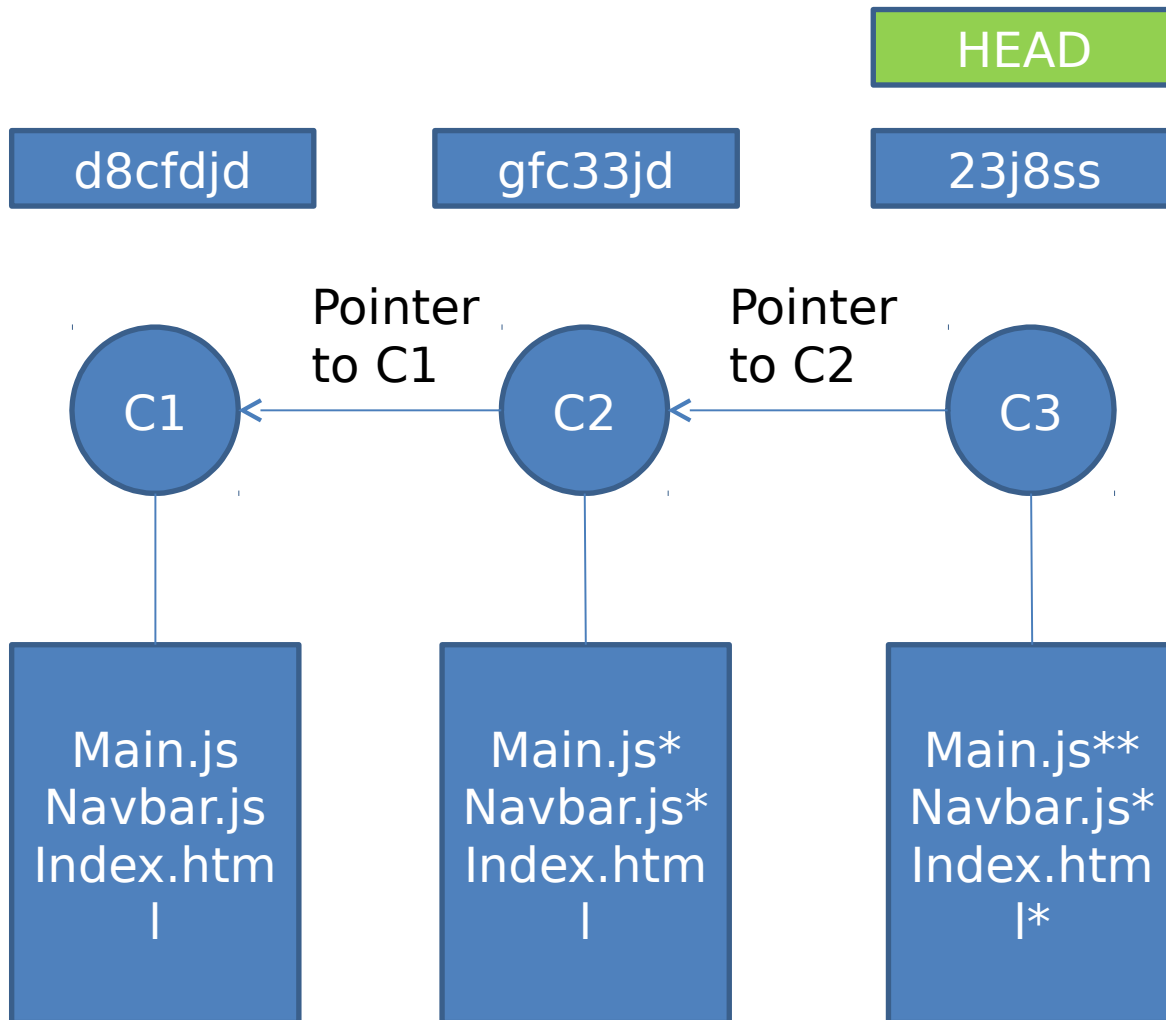 HEAD
d8cfdjd
gfc33jd
23j8ss
Pointer
to C1
Pointer
to C2
C1
C2
C3
Main.js
Navbar.js
Index.htm
l
Main.js*
Navbar.js*
Index.htm
l
Main.js**
Navbar.js*
Index.htm
l*